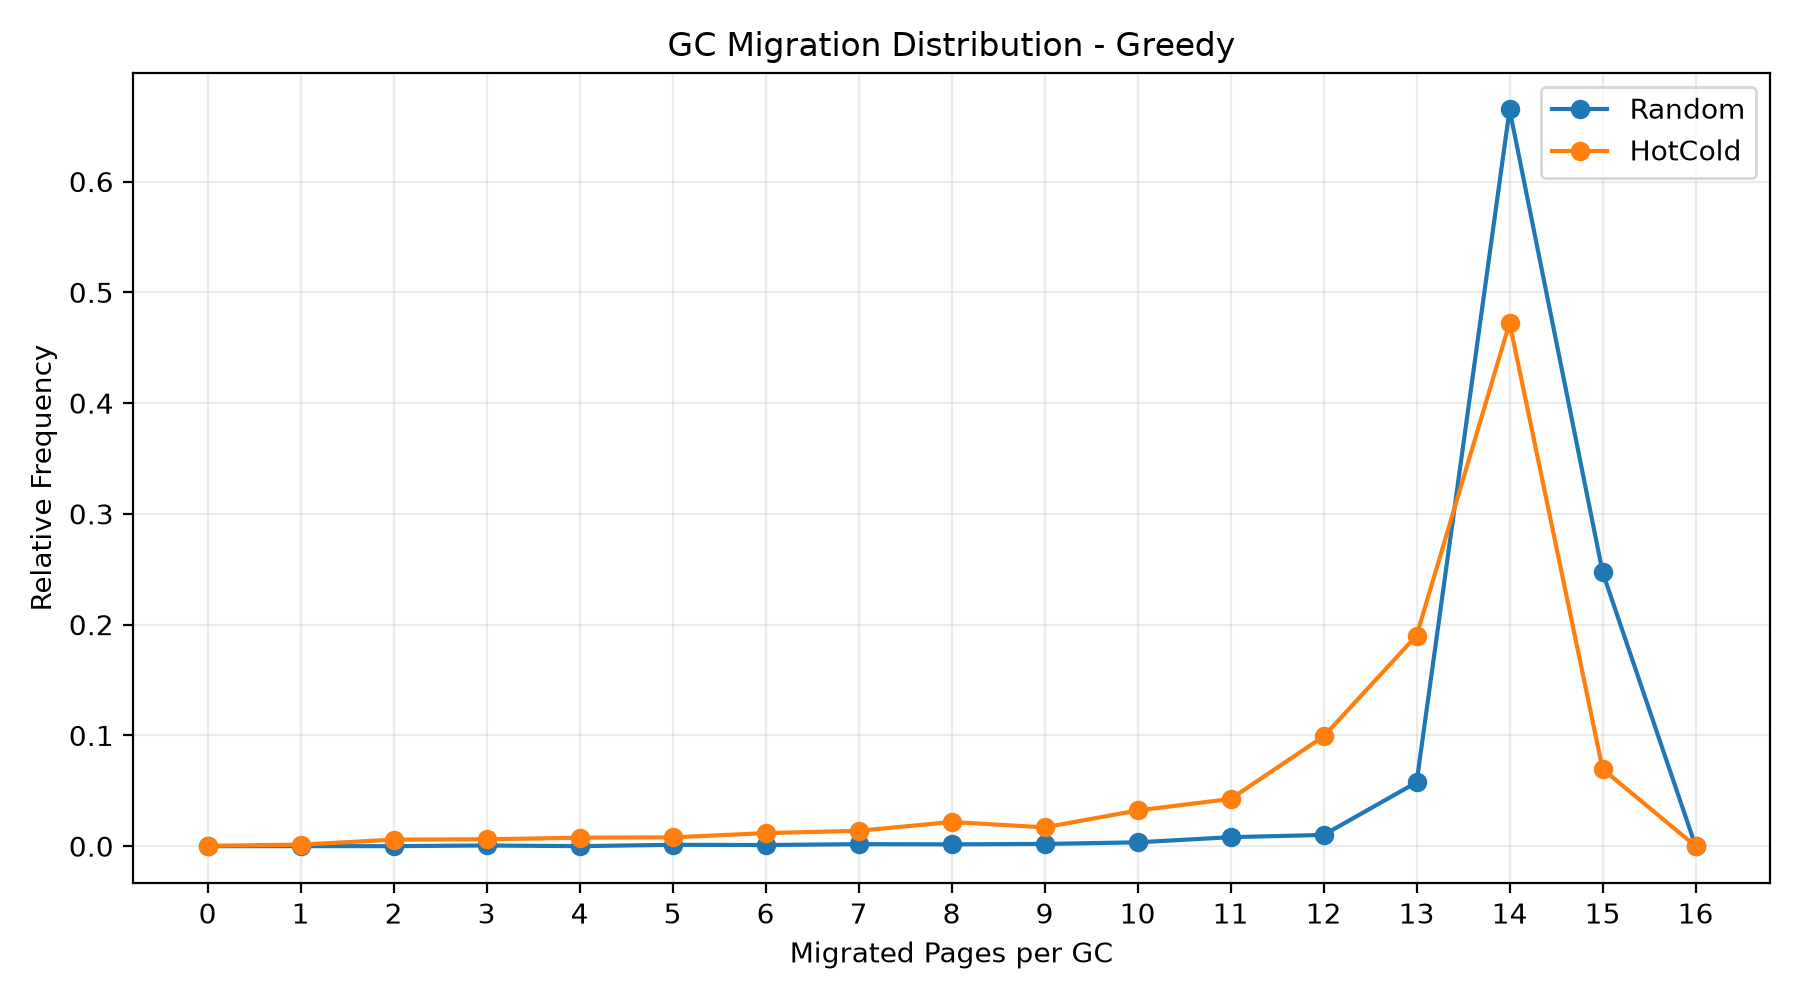 GC Migration Distribution - Greedy
Random
HotCold
Relative Frequency
0.6
0.5
0.4
0.3
0.2
0.1
0.0
0 1 2 3 4 5 6 7 8 9 10 11 12 13 14 15 16
Migrated Pages per GC